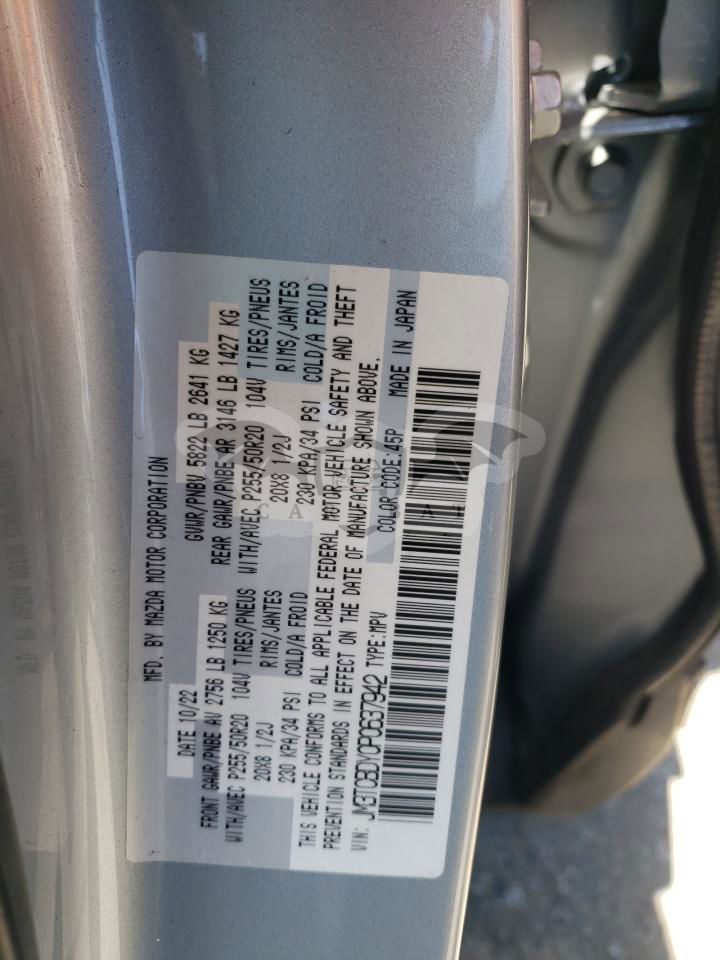 MFD. BY MAZDA MOTOR CORPORATION
DATE 10/22 GVWR/PNBV 5822 LB 2641 KG
FRONT GAWR/PNBE AV 2756 LB 1250 KG REAR GAWR/PNBE AR 3146 LB 1427 KG
WITH/AVEC P255/50R20 104V TIRES/PNEUS WITH/AVEC P255/50R20 104V TIRES/PNEUS
20X8 1/2J RIMS/JANTES 20X8 1/2J RIMS/JANTES
230 KPA/34 PSI COLD/A FROID 230 KPA/34 PSI COLD/A FROID
THIS VEHICLE CONFORMS TO ALL APPLICABLE FEDERAL MOTOR VEHICLE SAFETY AND THEFT
PREVENTION STANDARDS IN EFFECT ON THE DATE OF MANUFACTURE SHOWN ABOVE.
VIN: JM3TCBDY0P0637942 TYPE:MPV COLOR CODE:45P MADE IN JAPAN